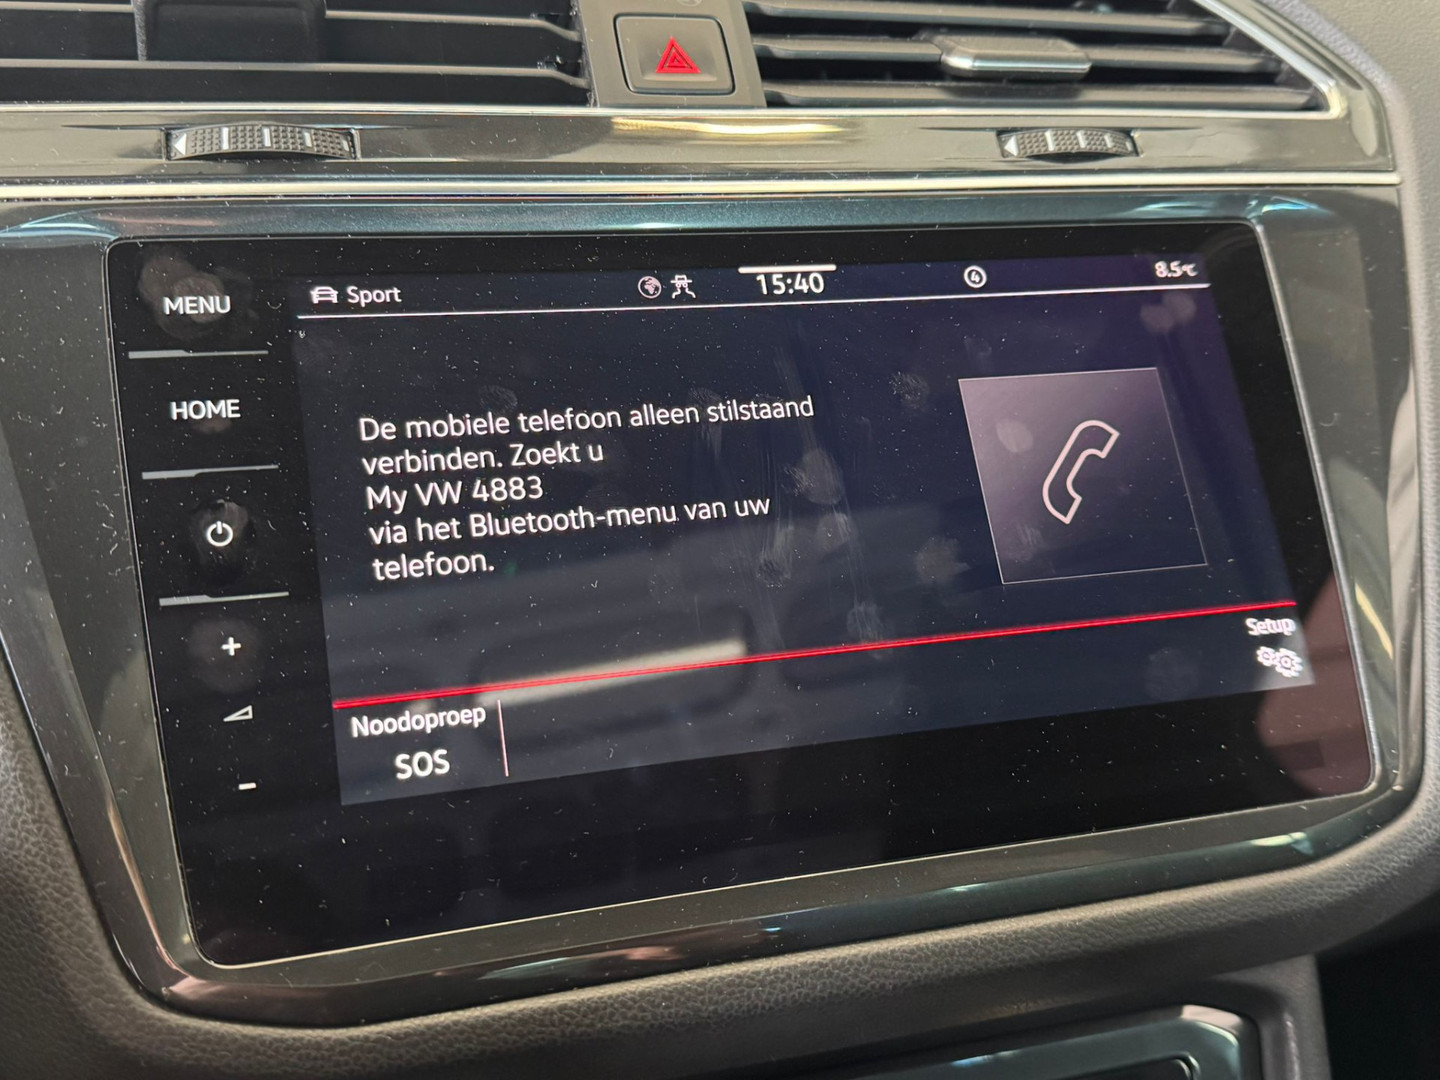 MENU
HOME
Sport
15:40
4
8.5°C
De mobiele telefoon alleen stilstaand
verbinden. Zoekt u
My VW 4883
via het Bluetooth-menu van uw
telefoon.
Setup
Noodoproep
SOS
+
-